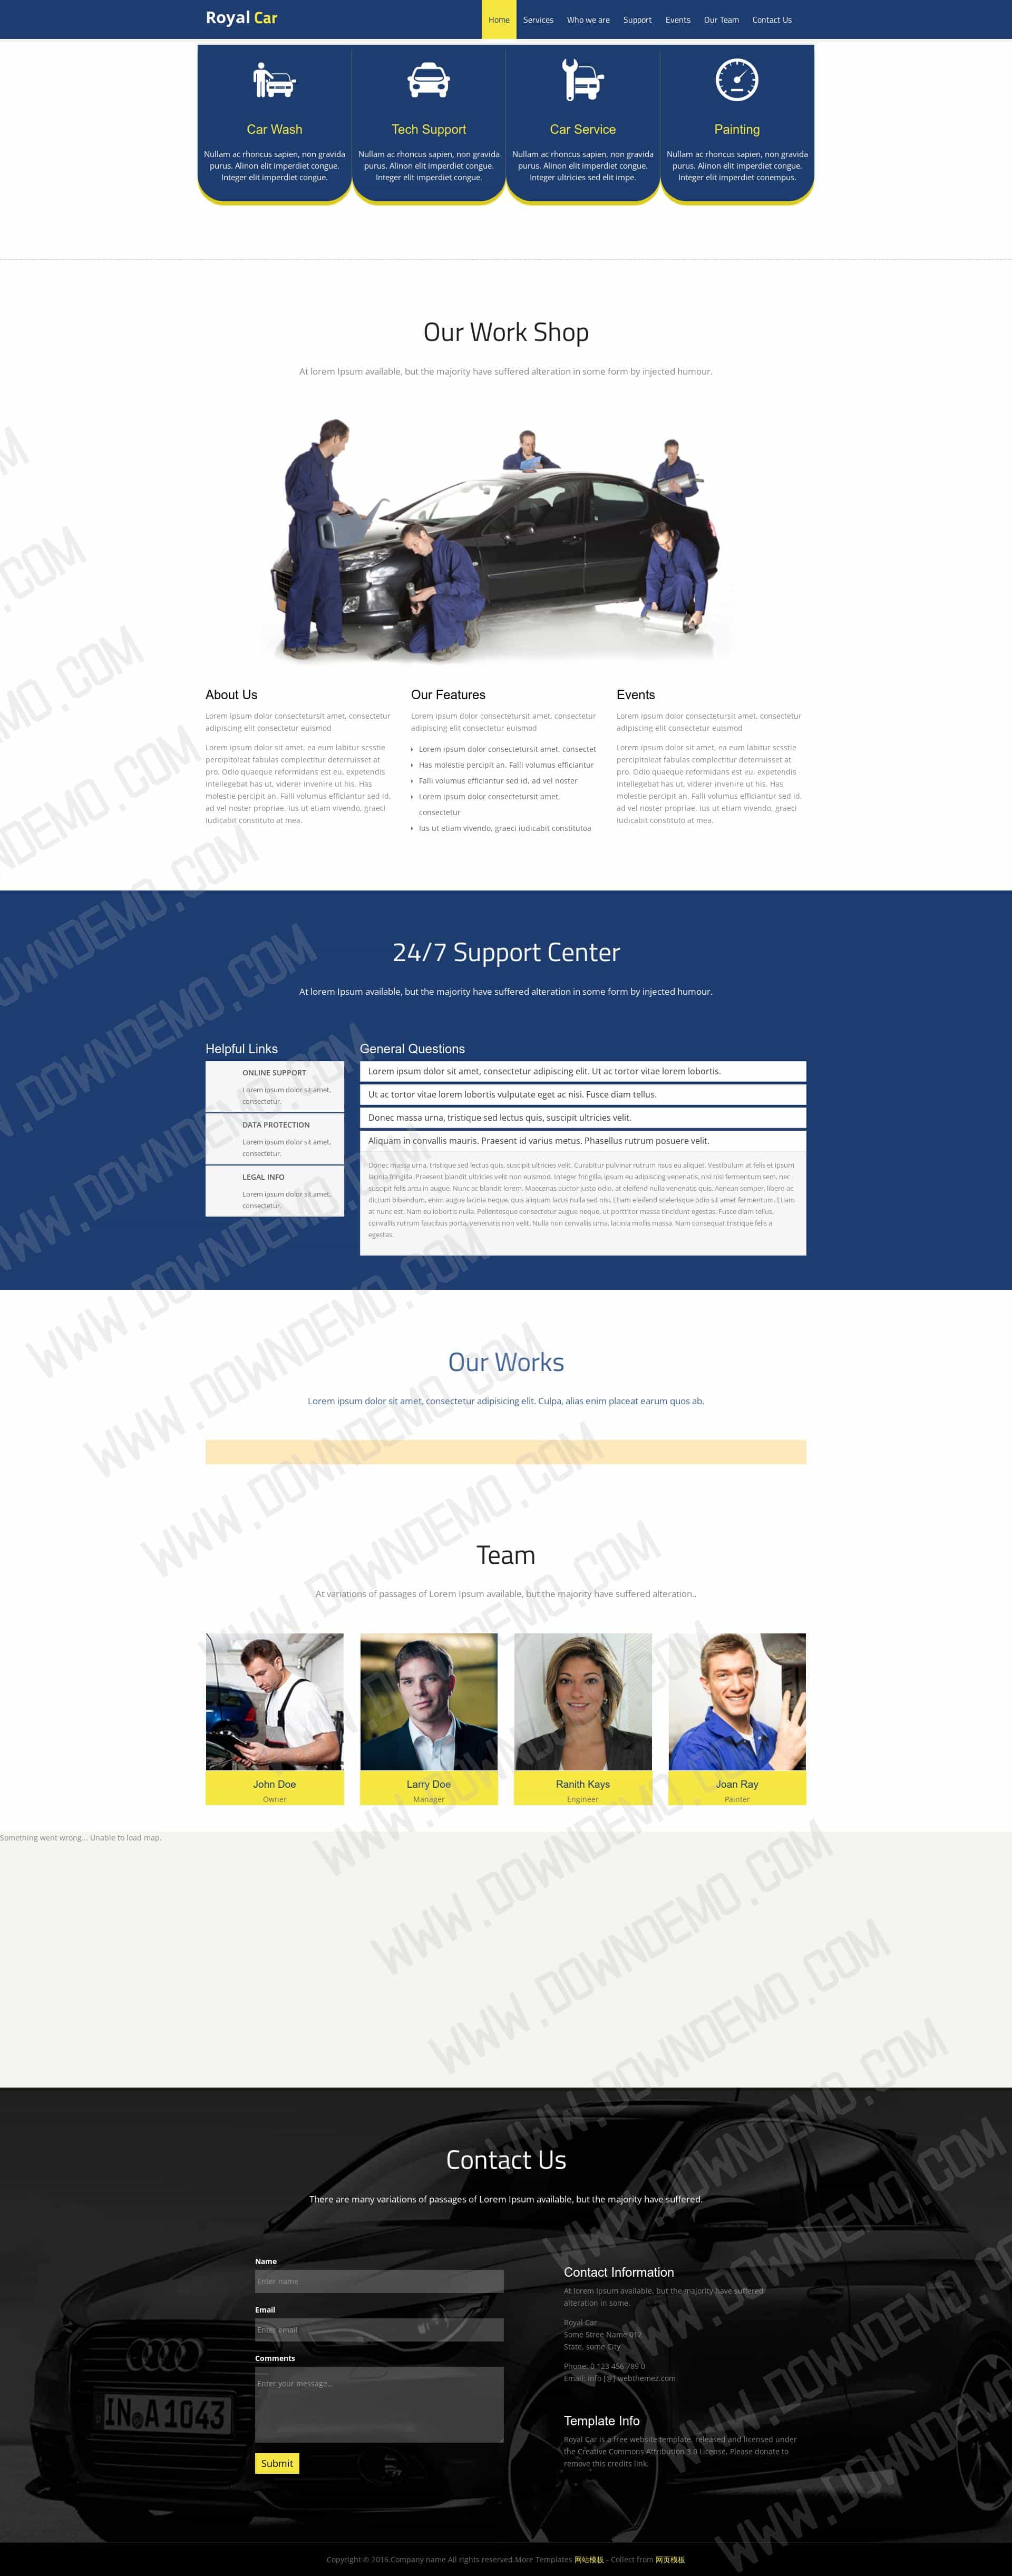 Royal Car
Home Services Who we are Support Events Our Team Contact Us
Car Wash
Nullam ac rhoncus sapien, non gravida
purus. Alinon elit imperdiet congue.
Integer elit imperdiet congue.
Tech Support
Nullam ac rhoncus sapien, non gravida
purus. Alinon elit imperdiet congue.
Integer elit imperdiet congue.
Car Service
Nullam ac rhoncus sapien, non gravida
purus. Alinon elit imperdiet congue.
Integer ultricies sed elit impe.
Painting
Nullam ac rhoncus sapien, non gravida
purus. Alinon elit imperdiet congue.
Integer elit imperdiet conempus.
Our Work Shop
At lorem Ipsum available, but the majority have suffered alteration in some form by injected humour.
About Us
Lorem ipsum dolor consectetursit amet, consectetur
adipiscing elit consectetur euismod
Lorem ipsum dolor sit amet, ea eum labitur scsstie
percipitoleat fabulas complectitur deterruisset at
pro. Odio quaeque reformidans est eu, expetendis
intellegebat has ut, viderer invenire ut his. Has
molestie percipit an. Falli volumus efficiantur sed id,
ad vel noster propriae. Ius ut etiam vivendo, graeci
iudicabit constituto at mea.
Our Features
Lorem ipsum dolor consectetursit amet, consectetur
adipiscing elit consectetur euismod
Lorem ipsum dolor consectetursit amet, consectet
Has molestie percipit an. Falli volumus efficiantur
Falli volumus efficiantur sed id, ad vel noster
Lorem ipsum dolor consectetursit amet,
consectetur
Ius ut etiam vivendo, graeci iudicabit constitutoa
Events
Lorem ipsum dolor consectetursit amet, consectetur
adipiscing elit consectetur euismod
Lorem ipsum dolor sit amet, ea eum labitur scsstie
percipitoleat fabulas complectitur deterruisset at
pro. Odio quaeque reformidans est eu, expetendis
intellegebat has ut, viderer invenire ut his. Has
molestie percipit an. Falli volumus efficiantur sed id,
ad vel noster propriae. Ius ut etiam vivendo, graeci
iudicabit constituto at mea.
24/7 Support Center
At lorem Ipsum available, but the majority have suffered alteration in some form by injected humour.
Helpful Links
ONLINE SUPPORT
Lorem ipsum dolor sit amet,
consectetur.
DATA PROTECTION
Lorem ipsum dolor sit amet,
consectetur.
LEGAL INFO
Lorem ipsum dolor sit amet,
consectetur.
General Questions
Lorem ipsum dolor sit amet, consectetur adipiscing elit. Ut ac tortor vitae lorem lobortis.
Ut ac tortor vitae lorem lobortis vulputate eget ac nisi. Fusce diam tellus.
Donec massa urna, tristique sed lectus quis, suscipit ultricies velit.
Aliquam in convallis mauris. Praesent id varius metus. Phasellus rutrum posuere velit.
Donec massa urna, tristique sed lectus quis, suscipit ultricies velit. Curabitur pulvinar rutrum risus eu aliquet. Vestibulum at felis et ipsum
lacinia fringilla. Praesent blandit ultricies velit non euismod. Integer fringilla, ipsum eu adipiscing venenatis, nisl nisl fermentum sem, nec
suscipit felis arcu in augue. Nunc ac blandit lorem. Maecenas auctor justo odio, at eleifend nulla venenatis quis. Aenean semper, libero ac
dictum bibendum, enim augue lacinia neque, quis aliquam lacus nulla sed nisi. Etiam eleifend scelerisque odio sit amet fermentum. Etiam
at nunc est. Nam eu lobortis nulla. Pellentesque consectetur augue neque, ut porttitor massa tincidunt egestas. Fusce diam tellus,
convallis rutrum faucibus porta, venenatis non velit. Nulla non convallis urna, lacinia mollis massa. Nam consequat tristique felis a
egestas.
Our Works
Lorem ipsum dolor sit amet, consectetur adipisicing elit. Culpa, alias enim placeat earum quos ab.
Team
At variations of passages of Lorem Ipsum available, but the majority have suffered alteration..
John Doe
Owner
Larry Doe
Manager
Ranith Kays
Engineer
Joan Ray
Painter
Something went wrong... Unable to load map.
Contact Us
There are many variations of passages of Lorem Ipsum available, but the majority have suffered.
Name
Enter name
Email
Enter email
Comments
Enter your message...
Submit
IN A 1043
Contact Information
At lorem Ipsum available, but the majority have suffered
alteration in some.
Royal Car
Some Stree Name 012
State, some City
Phone: 0 123 456 789 0
Email: info [@] webthemez.com
Template Info
Royal Car is a free website template, released and licensed under
the Creative Commons Attribution 3.0 License. Please donate to
remove this credits link.
Copyright © 2016.Company name All rights reserved.More Templates 网站模板 - Collect from 网页模板
WWW.DOWNDEMO.COM